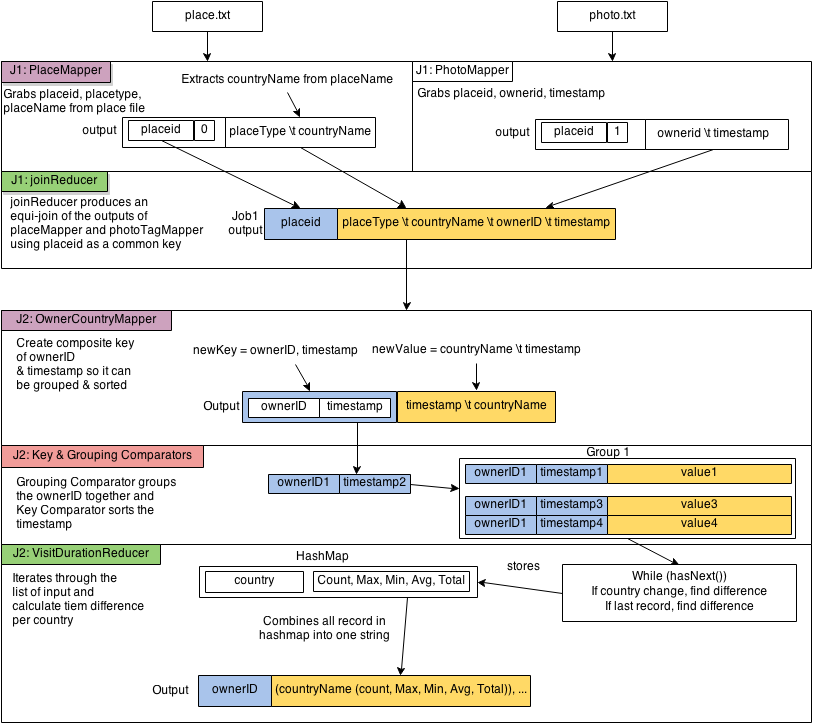 place.txt
photo.txt
J1: PlaceMapper
Grabs placeid, placetype,
placeName from place file
Extracts countryName from placeName
output
placeid
0
placeType \t countryName
J1: PhotoMapper
Grabs placeid, ownerid, timestamp
output
placeid
1
ownerid \t timestamp
J1: joinReducer
joinReducer produces an
equi-join of the outputs of
placeMapper and photoTagMapper
using placeid as a common key
Job1
output
placeid
placeType \t countryName \t ownerID \t timestamp
J2: OwnerCountryMapper
Create composite key
of ownerID
& timestamp so it can
be grouped & sorted
newKey = ownerID, timestamp
newValue = countryName \t timestamp
Output
ownerID
timestamp
timestamp \t countryName
J2: Key & Grouping Comparators
Grouping Comparator groups
the ownerID together and
Key Comparator sorts the
timestamp
ownerID1
timestamp2
Group 1
ownerID1
timestamp1
value1
ownerID1
timestamp3
value3
ownerID1
timestamp4
value4
J2: VisitDurationReducer
Iterates through the
list of input and
calculate tiem difference
per country
HashMap
country
Count, Max, Min, Avg, Total
stores
While (hasNext())
If country change, find difference
If last record, find difference
Combines all record in
hashmap into one string
Output
ownerID
(countryName (count, Max, Min, Avg, Total)), ...